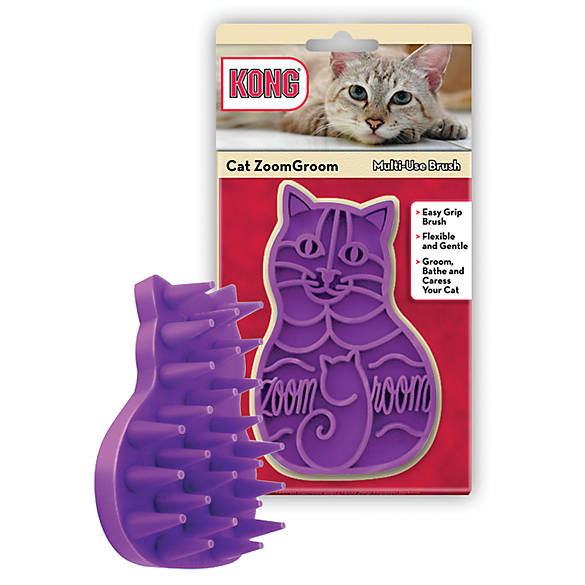 KONG
Cat ZoomGroom
Multi-Use Brush
> Easy Grip
Brush
> Flexible
and Gentle
> Groom,
Bathe and
Caress
Your Cat
zoom groom